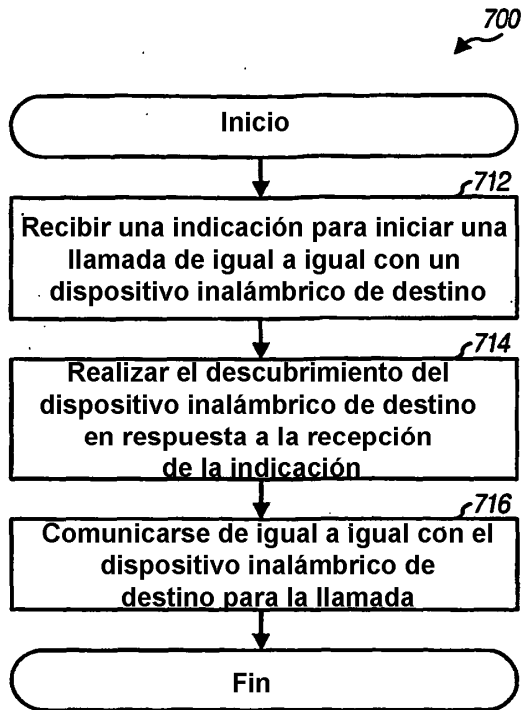 700
Inicio
712
Recibir una indicación para iniciar una
llamada de igual a igual con un
dispositivo inalámbrico de destino
714
Realizar el descubrimiento del
dispositivo inalámbrico de destino
en respuesta a la recepción
de la indicación
716
Comunicarse de igual a igual con el
dispositivo inalámbrico de
destino para la llamada
Fin